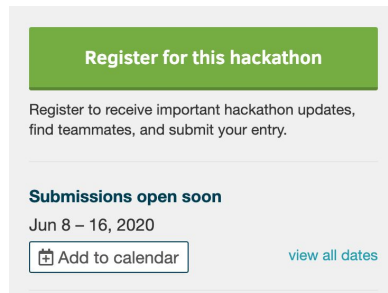 Register for this hackathon
Register to receive important hackathon updates,
find teammates, and submit your entry.
Submissions open soon
Jun 8 – 16, 2020
Add to calendar
view all dates